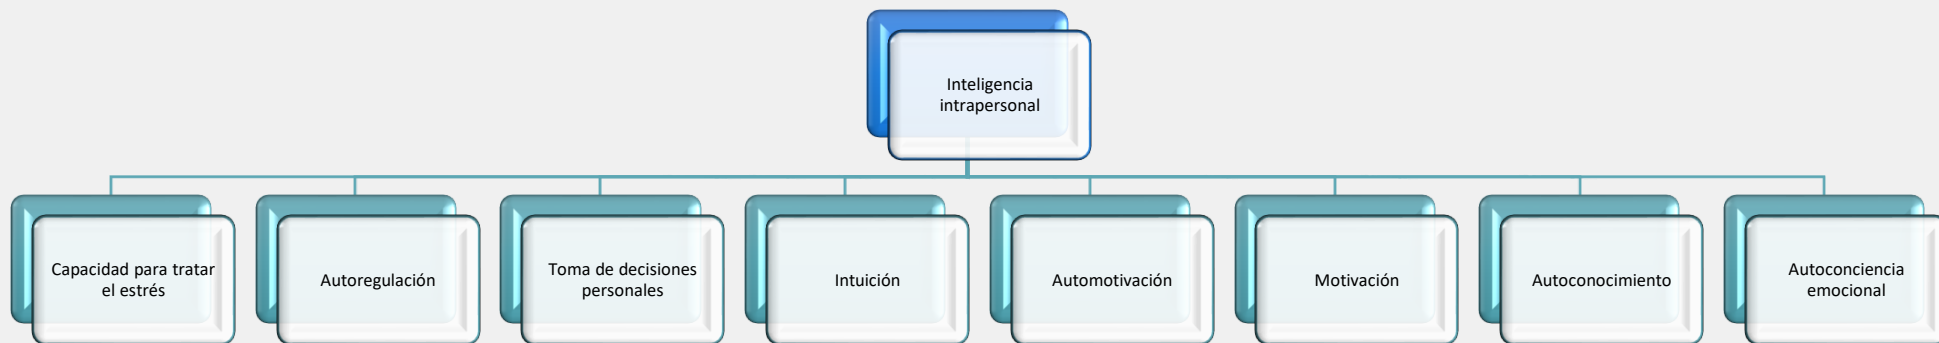 Inteligencia
intrapersonal
Capacidad para tratar
el estrés
Autoregulación
Toma de decisiones
personales
Intuición
Automotivación
Motivación
Autoconocimiento
Autoconciencia
emocional